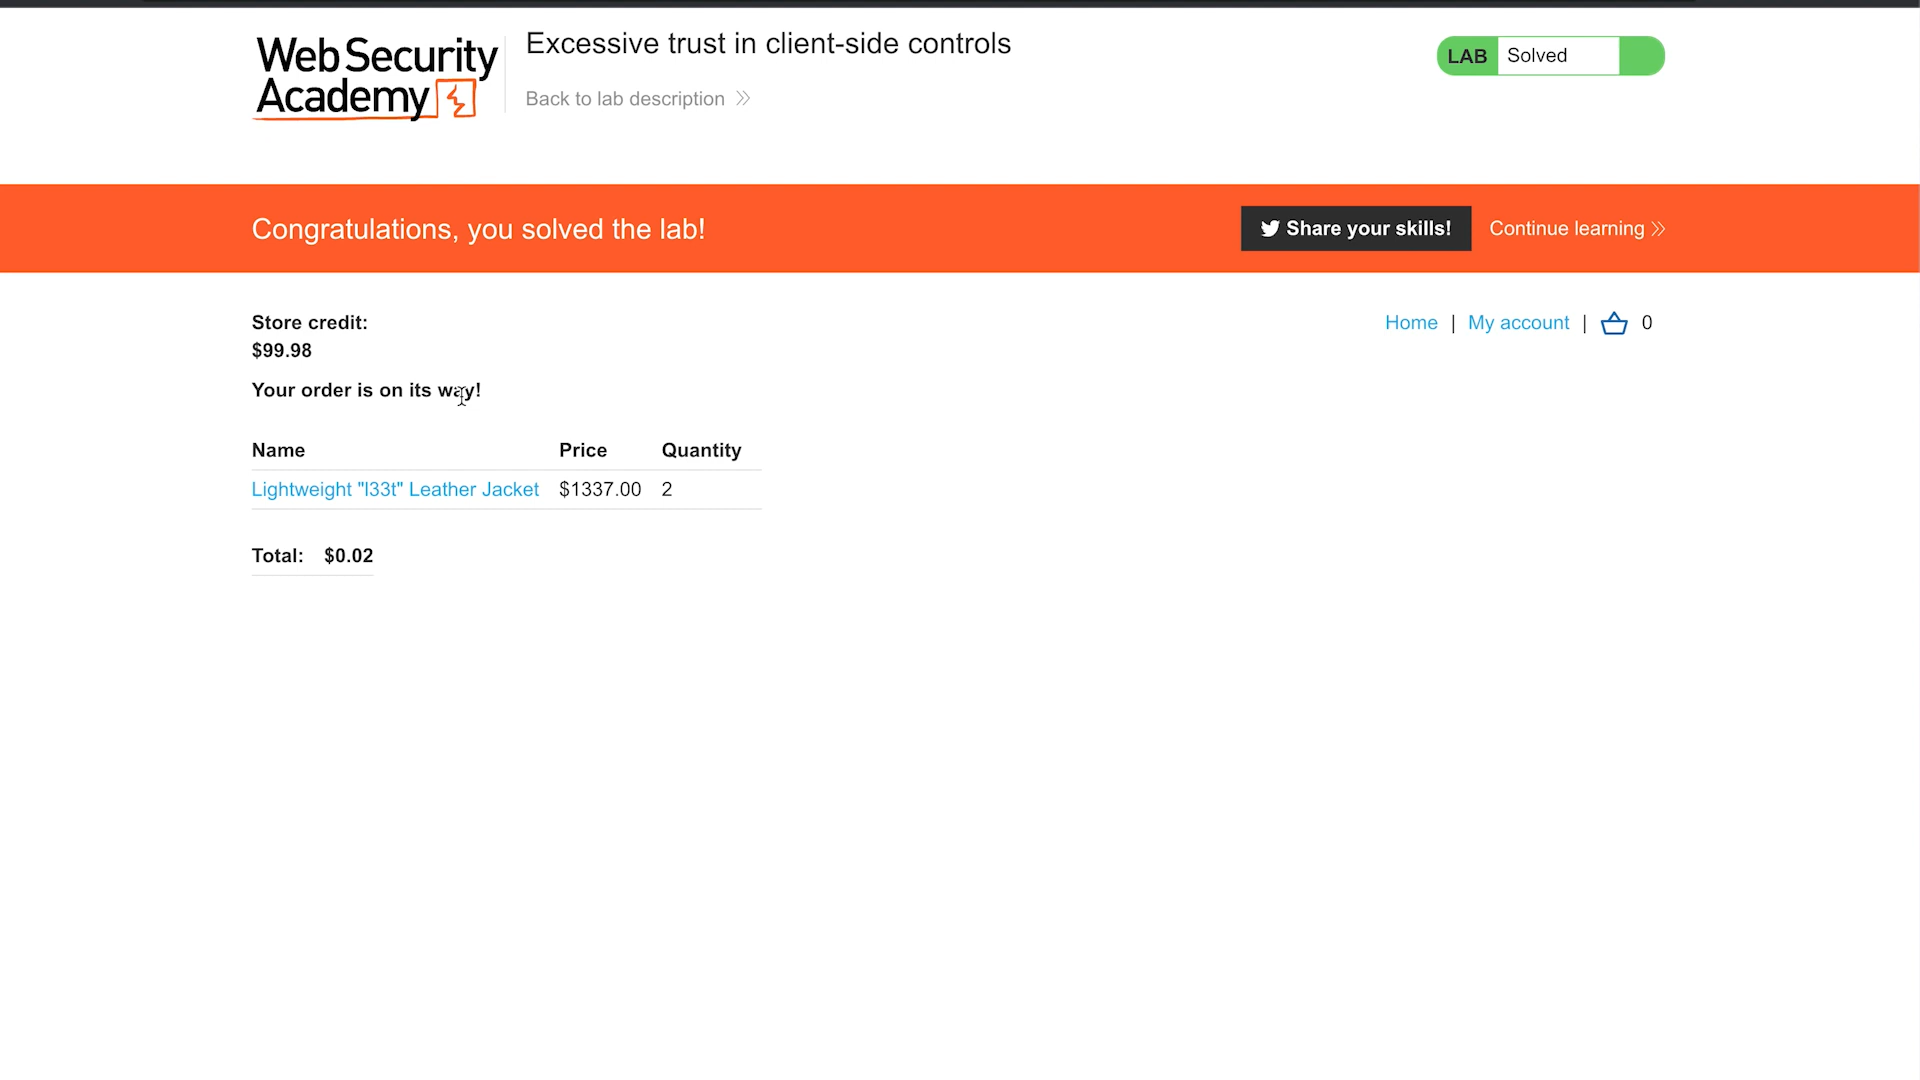 Web Security
Academy
Excessive trust in client-side controls
Back to lab description
LAB Solved
Congratulations, you solved the lab!
Share your skills!
Continue learning
Store credit:
$99.98
Home | My account | 0
Your order is on its way!
Name Price Quantity
Lightweight "l33t" Leather Jacket $1337.00 2
Total: $0.02